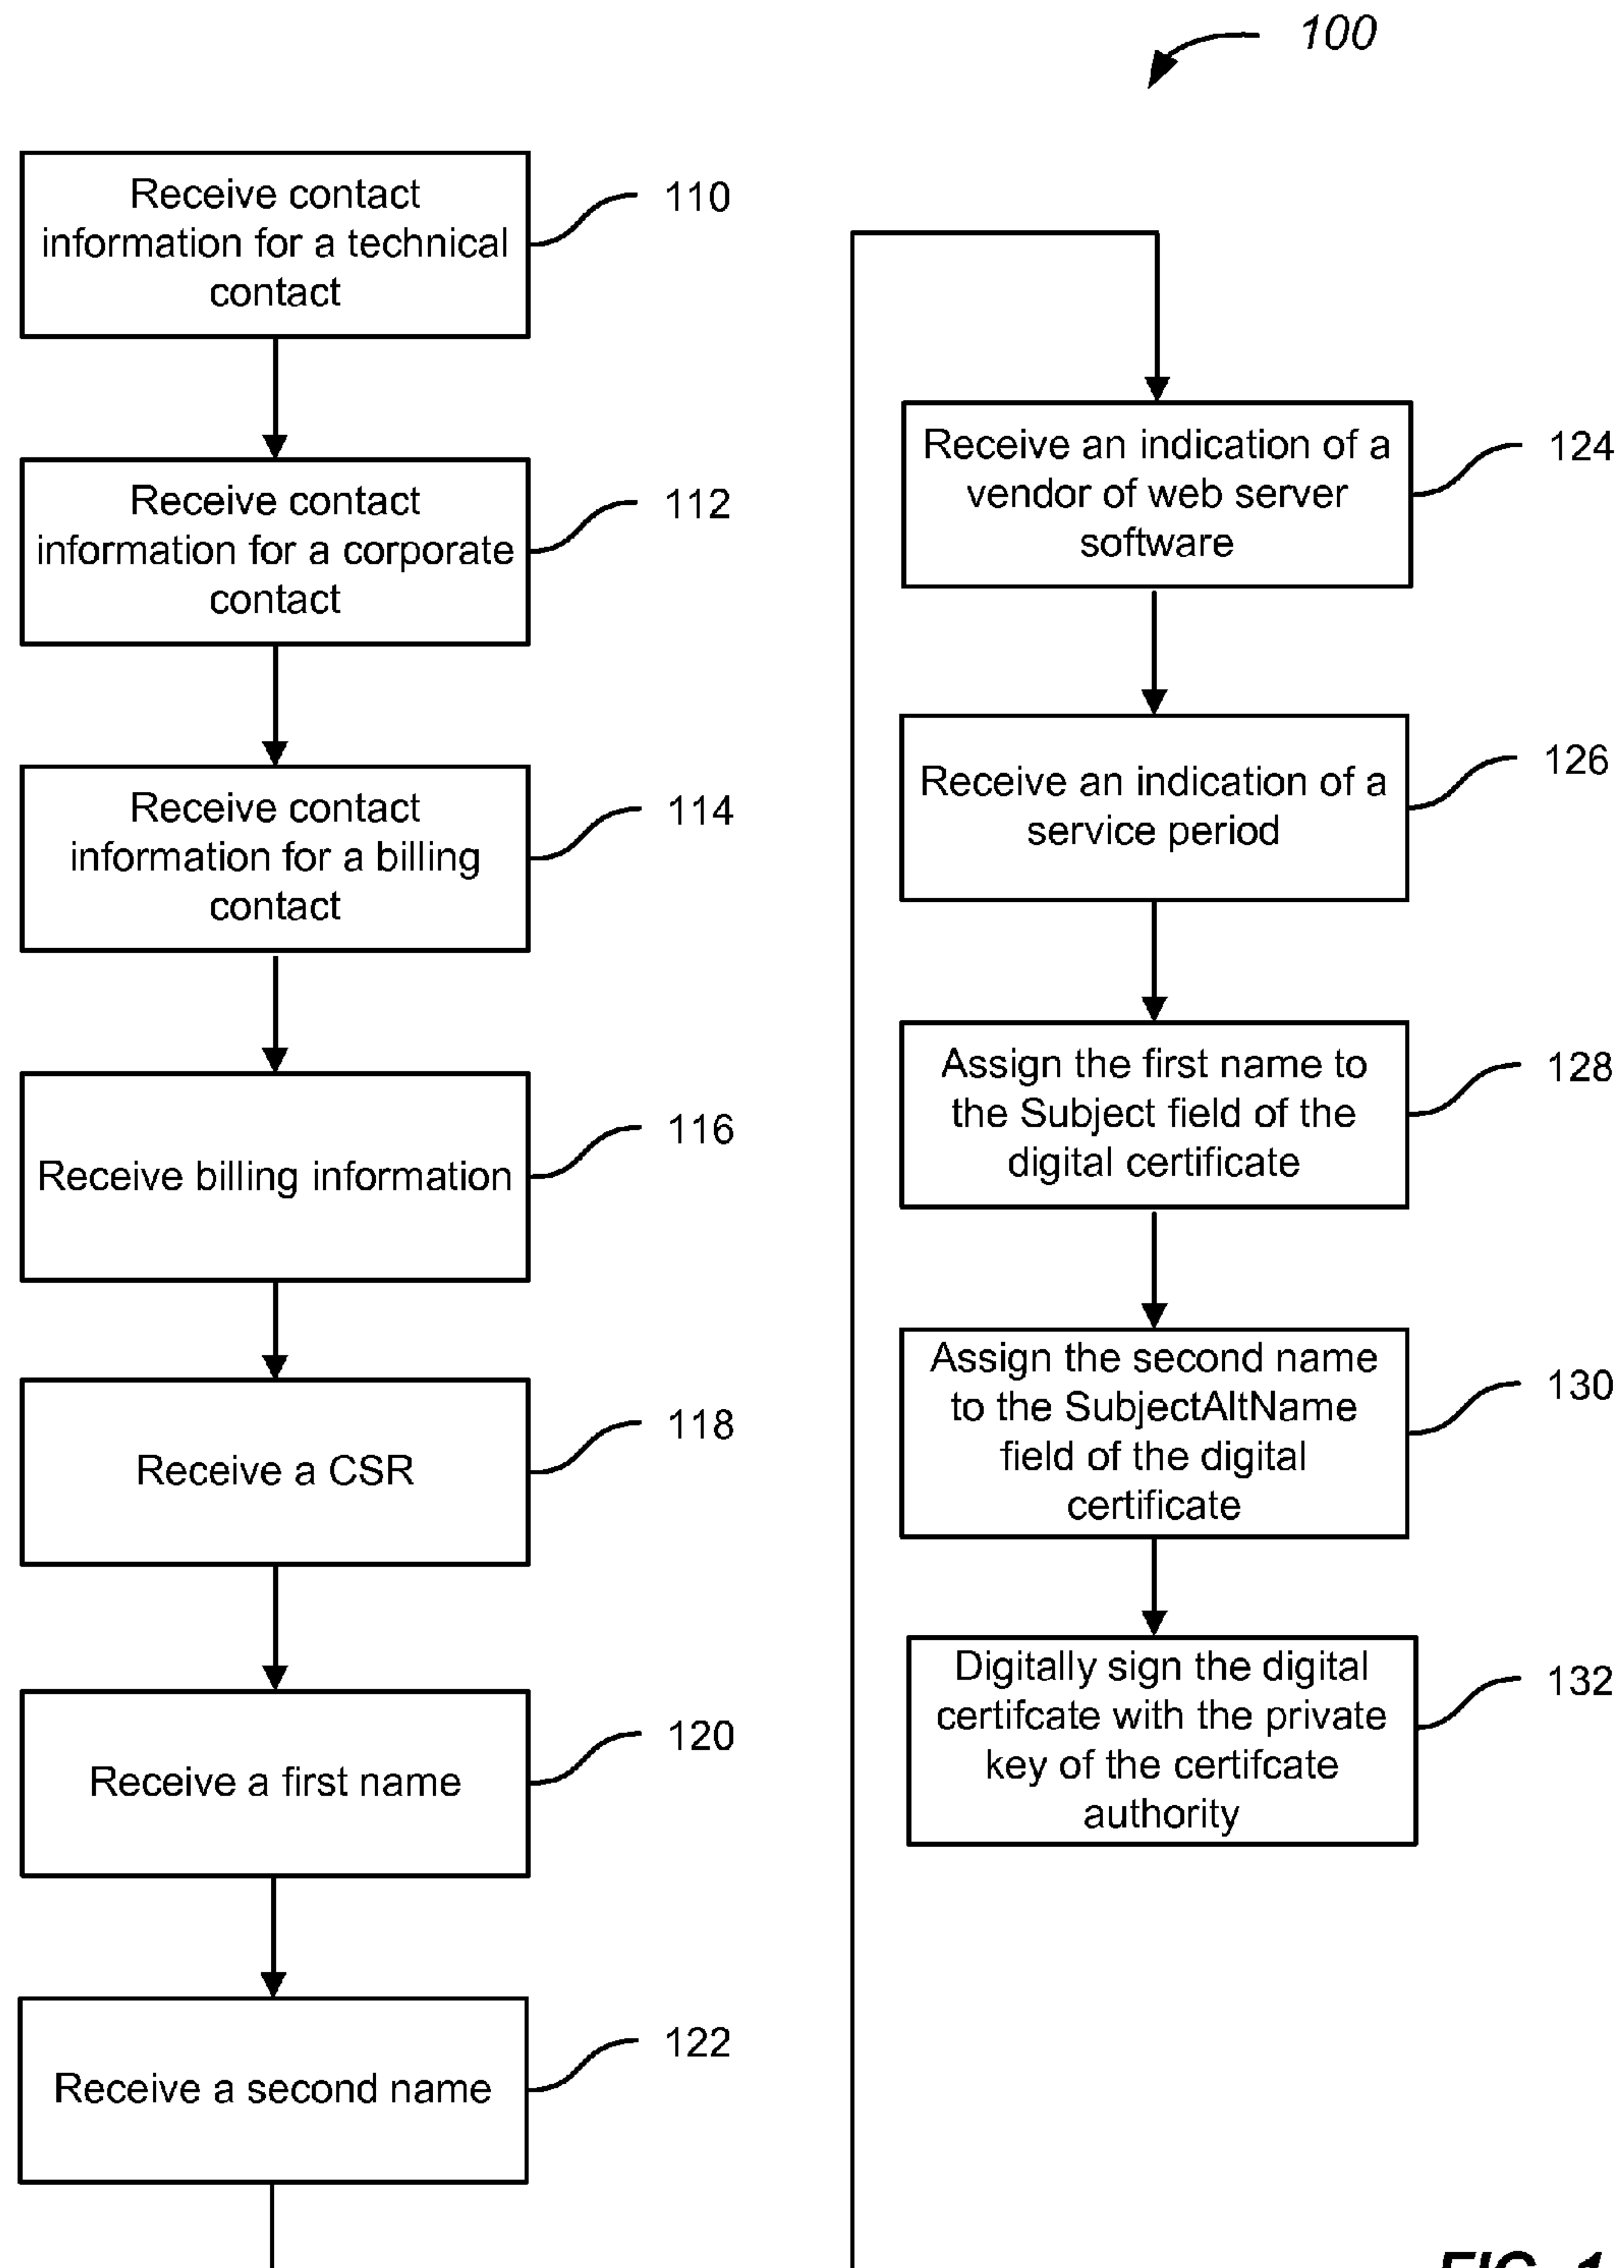 100
Receive contact
information for a technical
contact
110
Receive contact
information for a corporate
contact
112
Receive contact
information for a billing
contact
114
Receive billing information
116
Receive a CSR
118
Receive a first name
120
Receive a second name
122
Receive an indication of a
vendor of web server
software
124
Receive an indication of a
service period
126
Assign the first name to
the Subject field of the
digital certificate
128
Assign the second name
to the SubjectAltName
field of the digital
certificate
130
Digitally sign the digital
certifcate with the private
key of the certifcate
authority
132
FIG. 1